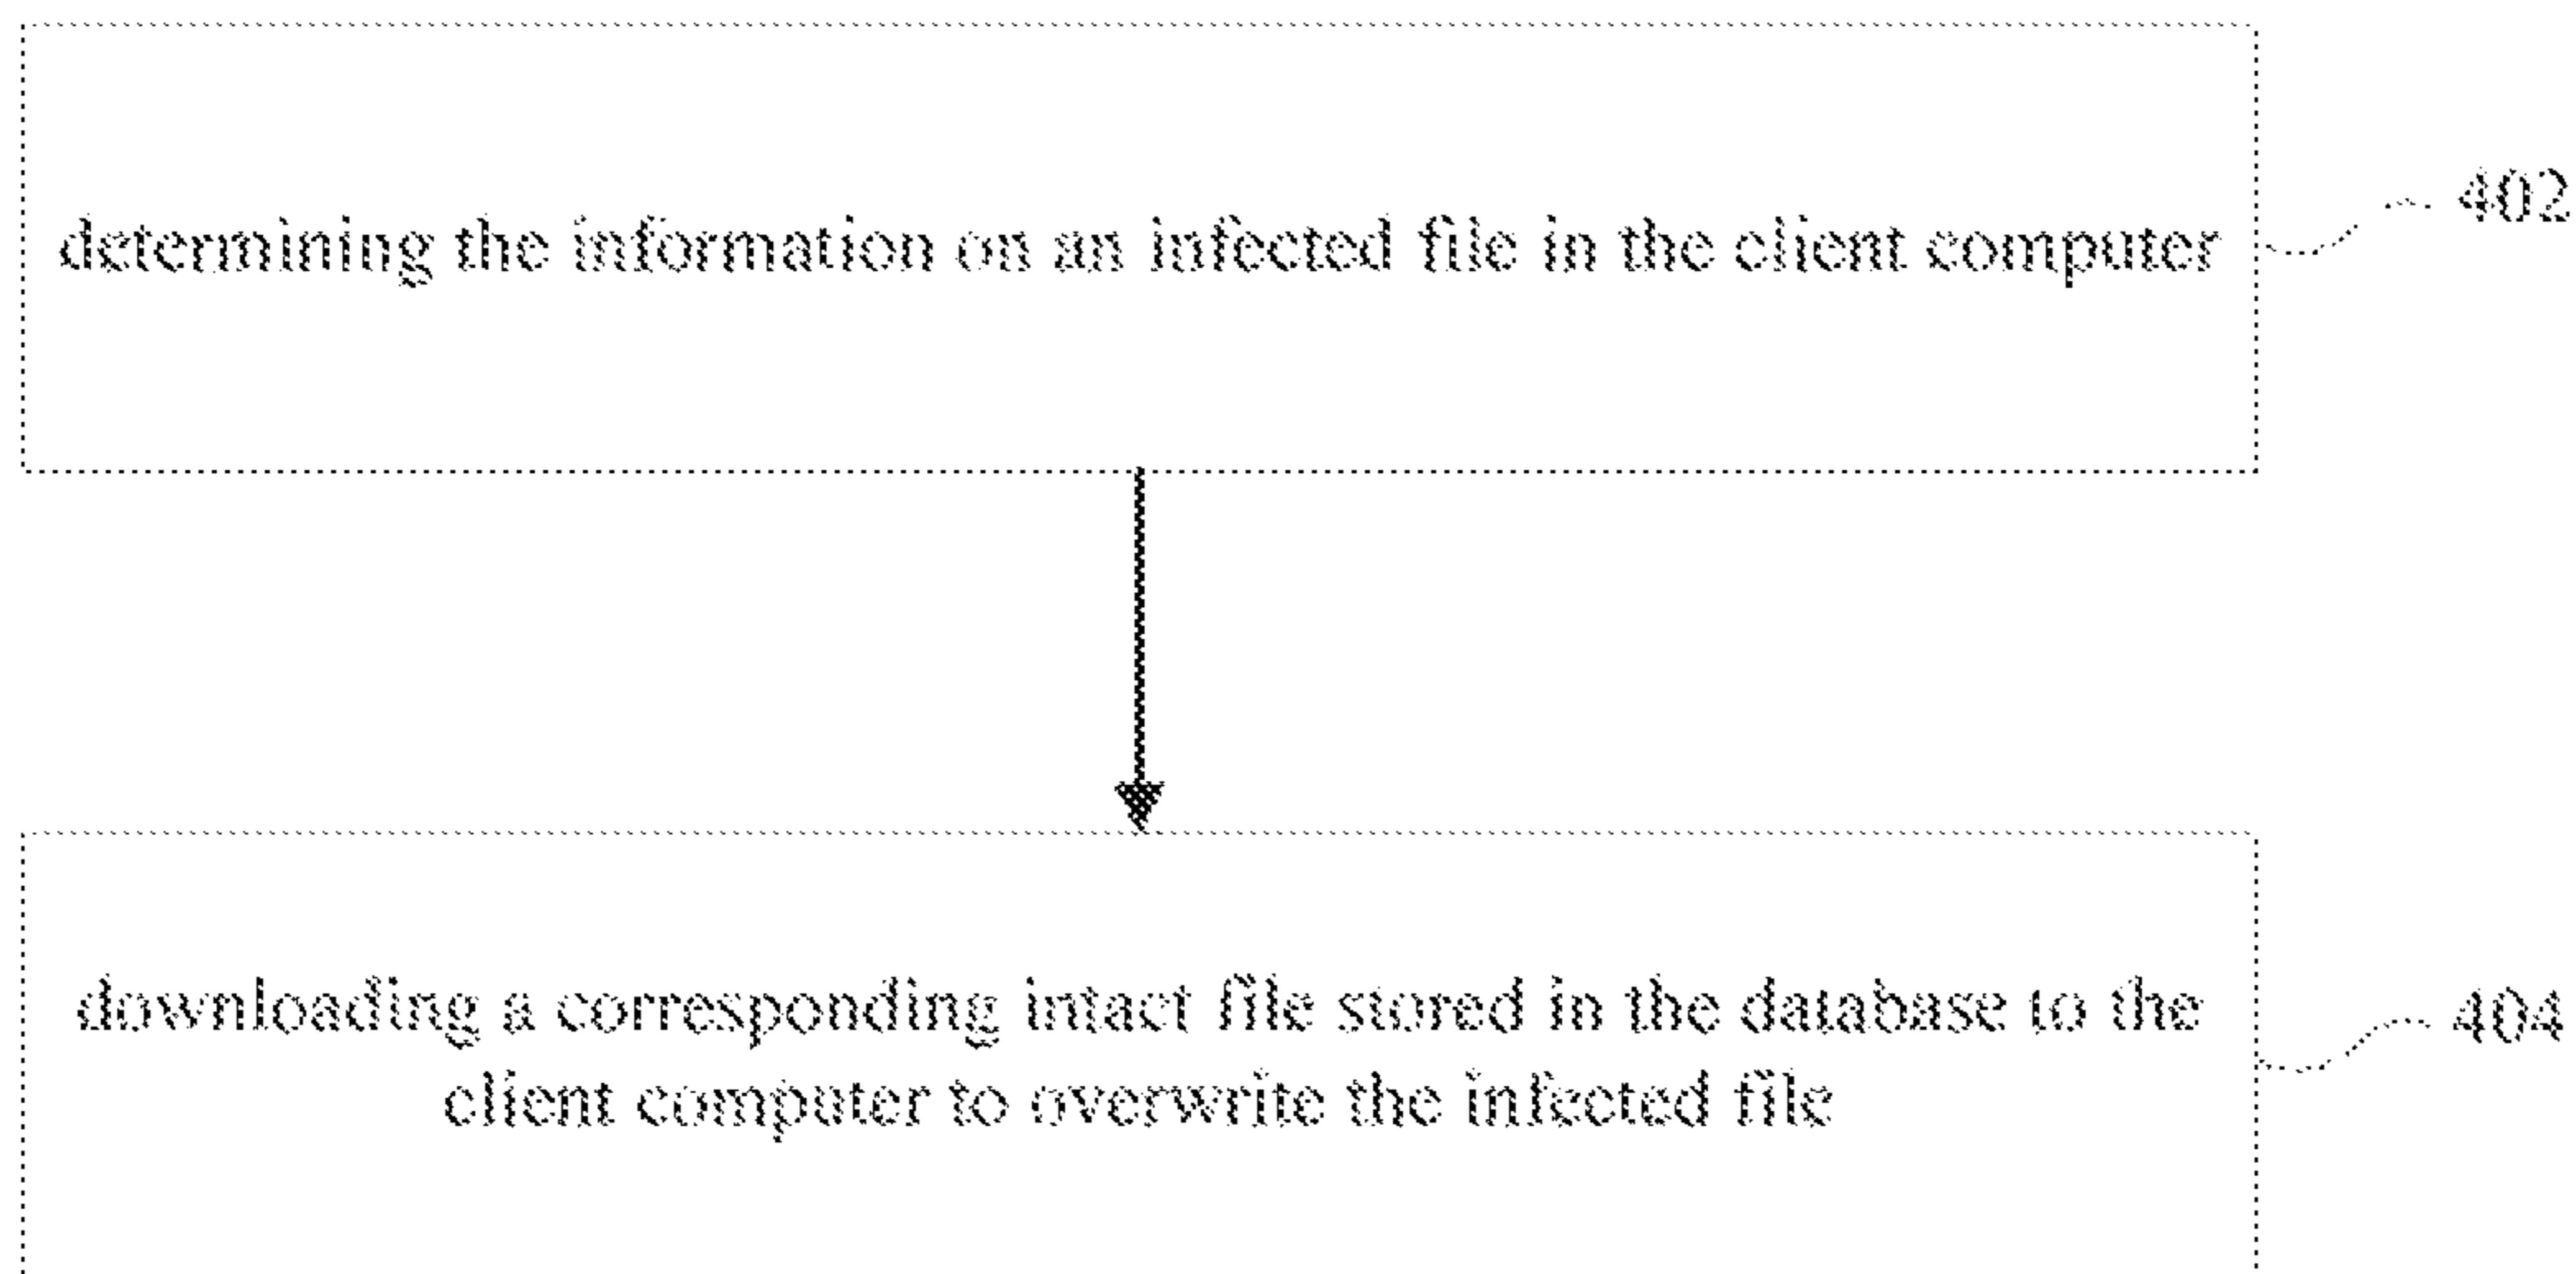 determining the information on an infected file in the client computer
402
downloading a corresponding intact file stored in the database to the
client computer to overwrite the infected file
404